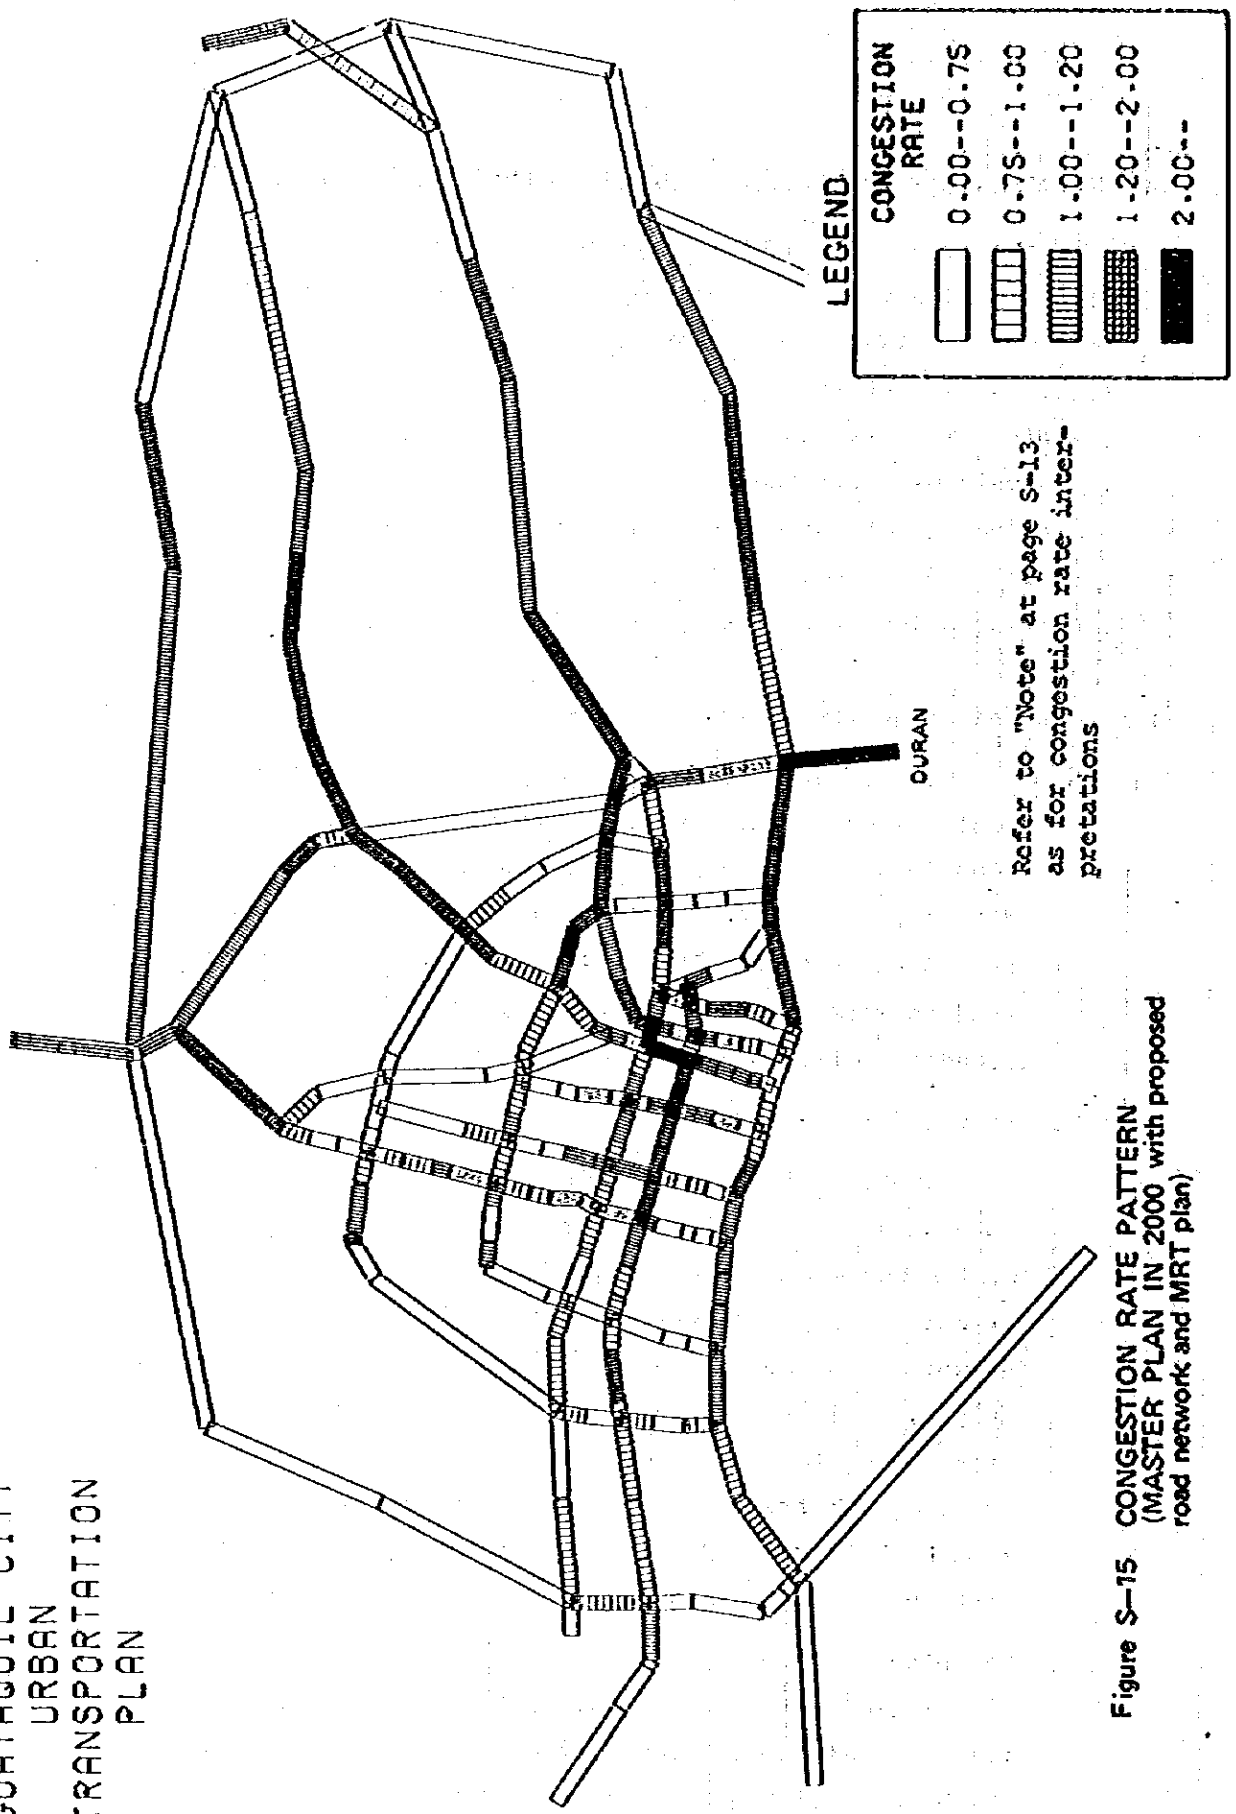 URBAN
TRANSPORTATION
PLAN
LEGEND
CONGESTION
RATE
0.00--0.75
0.75--1.00
1.00--1.20
1.20--2.00
2.00--
DURAN
Refer to "Note" at page S-13
as for congestion rate inter-
pretations
Figure S-15 CONGESTION RATE PATTERN
(MASTER PLAN IN 2000 with proposed
road network and MRT plan)